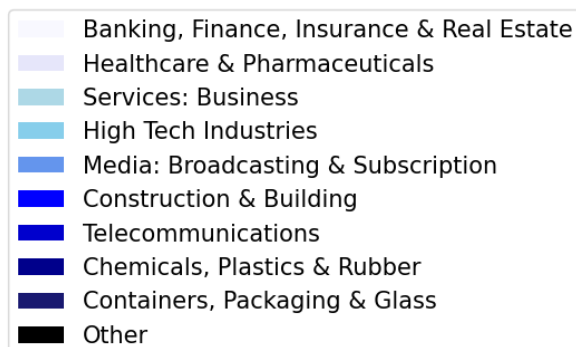 Banking, Finance, Insurance & Real Estate
Healthcare & Pharmaceuticals
Services: Business
High Tech Industries
Media: Broadcasting & Subscription
Construction & Building
Telecommunications
Chemicals, Plastics & Rubber
Containers, Packaging & Glass
Other